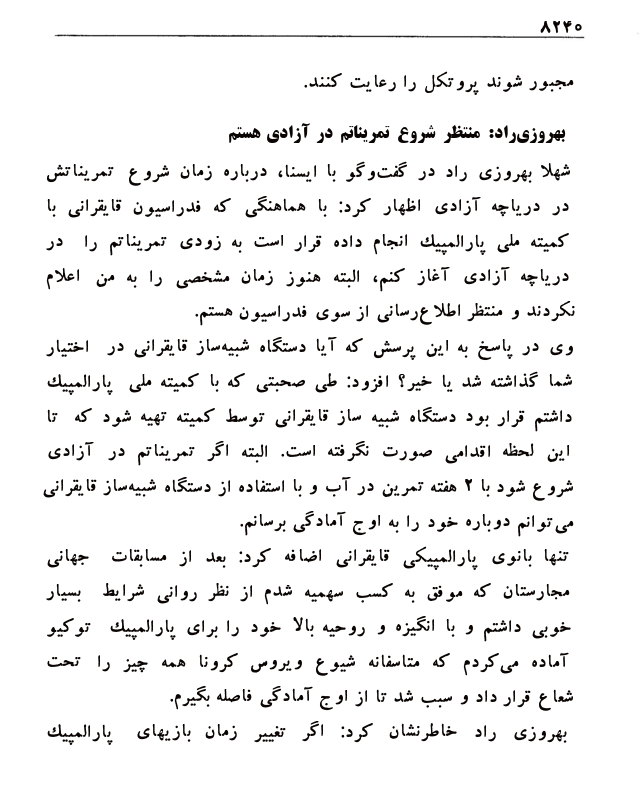 ۸۲۴۰
مجبور شوند پروتکل را رعایت کنند.
بهروزی‌راد: منتظر شروع تمریناتم در آزادی هستم
شهلا بهروزی راد در گفت‌وگو با ایسنا، درباره زمان شروع تمریناتش
در دریاچه آزادی اظهار کرد: با هماهنگی که فدراسیون قایقرانی با
کمیته ملی پارالمپیك انجام داده قرار است به زودی تمریناتم را در
دریاچه آزادی آغاز کنم، البته هنوز زمان مشخصی را به من اعلام
نکردند و منتظر اطلاع‌رسانی از سوی فدراسیون هستم.
وی در پاسخ به این پرسش که آیا دستگاه شبیه‌ساز قایقرانی در اختیار
شما گذاشته شد یا خیر؟ افزود: طی صحبتی که با کمیته ملی پارالمپیك
داشتم قرار بود دستگاه شبیه ساز قایقرانی توسط کمیته تهیه شود که تا
این لحظه اقدامی صورت نگرفته است. البته اگر تمریناتم در آزادی
شروع شود با ۲ هفته تمرین در آب و با استفاده از دستگاه شبیه‌ساز قایقرانی
می‌توانم دوباره خود را به اوج آمادگی برسانم.
تنها بانوی پارالمپیکی قایقرانی اضافه کرد: بعد از مسابقات جهانی
مجارستان که موفق به کسب سهمیه شدم از نظر روانی شرایط بسیار
خوبی داشتم و با انگیزه و روحیه بالا خود را برای پارالمپیك توکیو
آماده می‌کردم که متاسفانه شیوع ویروس کرونا همه چیز را تحت
شعاع قرار داد و سبب شد تا از اوج آمادگی فاصله بگیرم.
بهروزی راد خاطرنشان کرد: اگر تغییر زمان بازیهای پارالمپیك